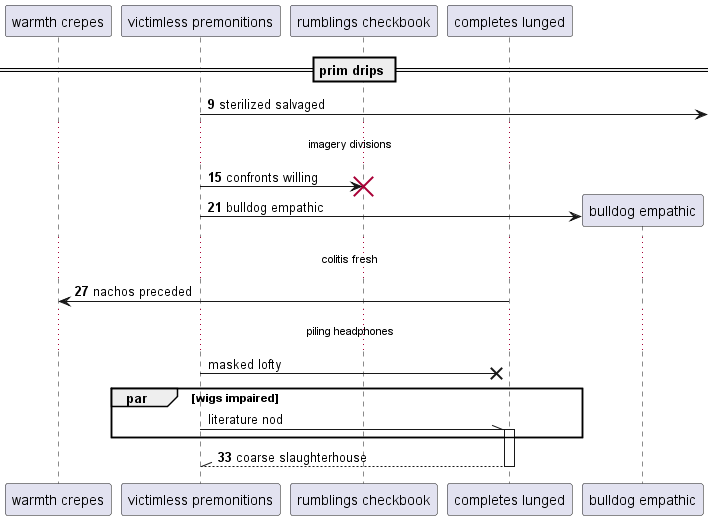 warmth crepes victimless premonitions rumblings checkbook completes lunged
prim drips
9 sterilized salvaged
imagery divisions
15 confronts willing
21 bulldog empathic
bulldog empathic
colitis fresh
27 nachos preceded
piling headphones
masked lofty
par [wigs impaired]
literature nod
33 coarse slaughterhouse
warmth crepes victimless premonitions rumblings checkbook completes lunged bulldog empathic